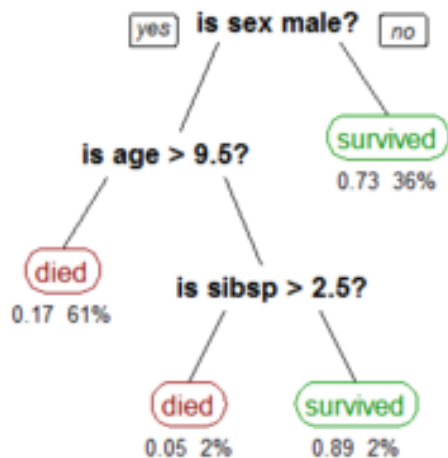 yes is sex male? no
is age > 9.5?
survived
0.73 36%
died
0.17 61%
is sibsp > 2.5?
died survived
0.05 2% 0.89 2%